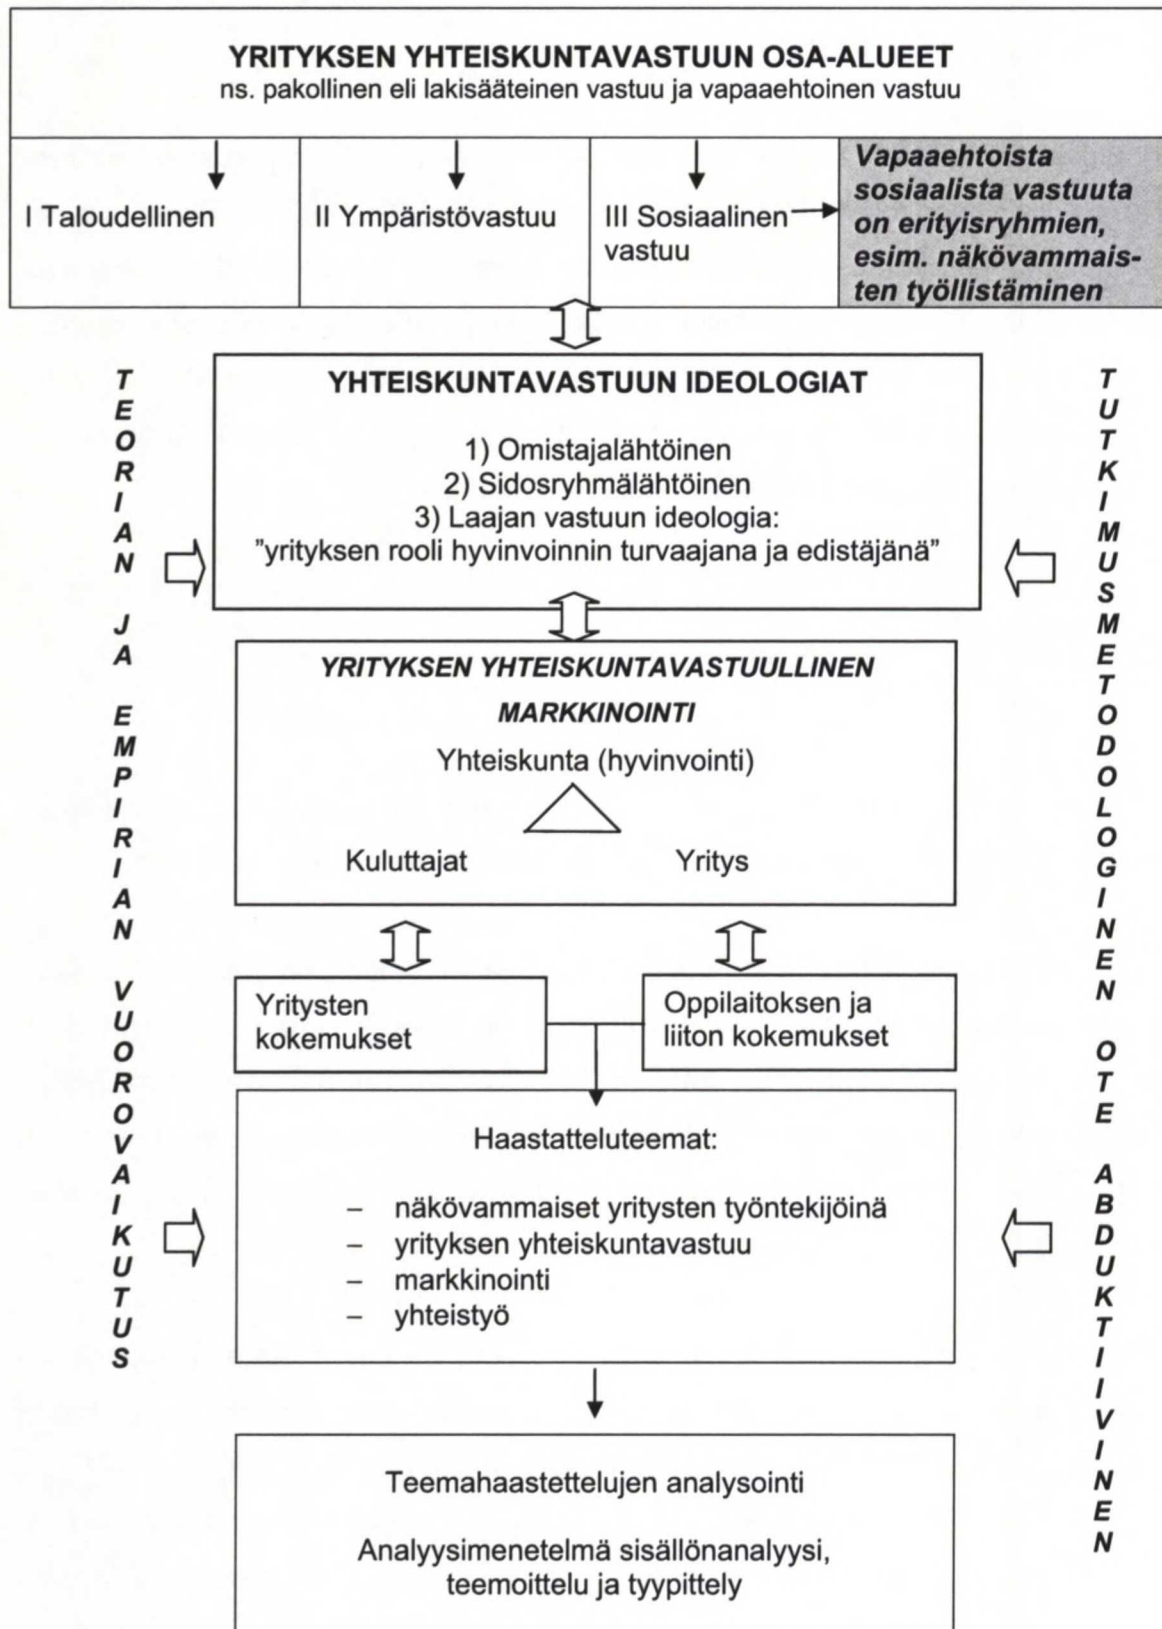 YRITYKSEN YHTEISKUNTAVASTUUN OSA-ALUEET
ns. pakollinen eli lakisääteinen vastuu ja vapaaehtoinen vastuu
I Taloudellinen
II Ympäristövastuu
III Sosiaalinen
vastuu
Vapaaehtoista
sosiaalista vastuuta
on erityisryhmien,
esim. näkövammais-
ten työllistäminen
YHTEISKUNTAVASTUUN IDEOLOGIAT
1) Omistajalähtöinen
2) Sidosryhmälähtöinen
3) Laajan vastuun ideologia:
”yrityksen rooli hyvinvoinnin turvaajana ja edistäjänä”
TEORIAN JA EMPIRIAN VUOROVAIKUTUS
TUTKIMUSMETODOLOGINEN OTE ABDUKTIIVINEN
YRITYKSEN YHTEISKUNTAVASTUULLINEN
MARKKINOINTI
Yhteiskunta (hyvinvointi)
Kuluttajat Yritys
Yritysten
kokemukset
Oppilaitoksen ja
liiton kokemukset
Haastatteluteemat:
– näkövammaiset yritysten työntekijöinä
– yrityksen yhteiskuntavastuu
– markkinointi
– yhteistyö
Teemahaastettelujen analysointi
Analyysimenetelmä sisällönanalyysi,
teemoittelu ja tyypittely